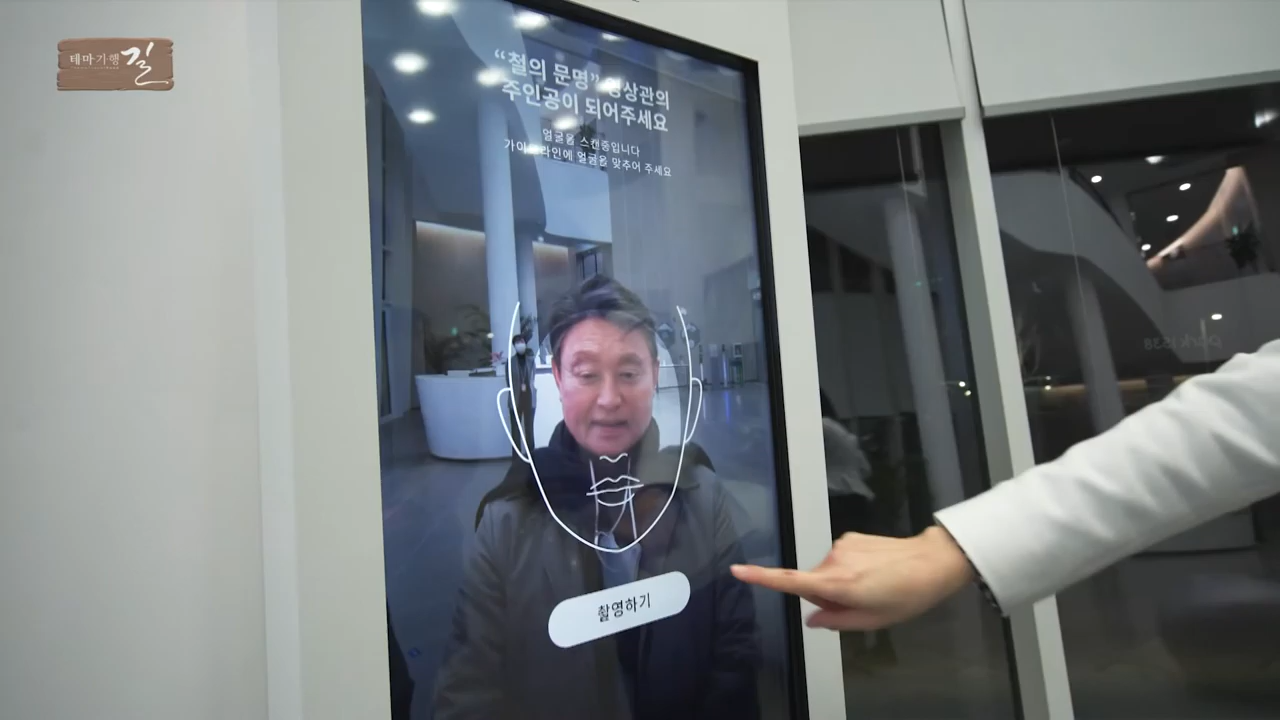 테마기행 길
“철의 문명” 영상관의
주인공이 되어주세요
얼굴을 스캔중입니다
가이드라인에 얼굴을 맞추어 주세요
촬영하기
Park1538